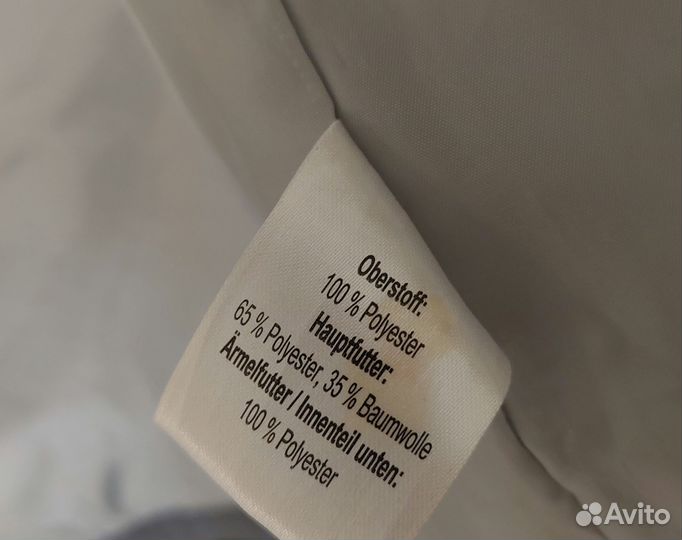 Oberstoff:
100 % Polyester
Hauptfutter:
65 % Polyester, 35 % Baumwolle
Ärmelfutter / Innenteil unten:
100 % Polyester
Avito